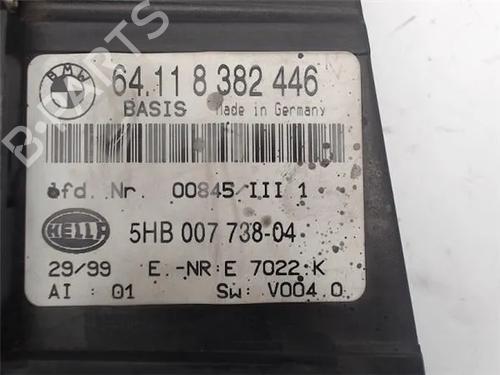 BMW
64.11 8 382 446
BASIS Made in Germany
lfd. Nr. 00845/III 1
HELLA 5HB 007 738-04
29/99 E.-NR:E 7022.K
AI : 01 Sw: V004.0
B-PARTS